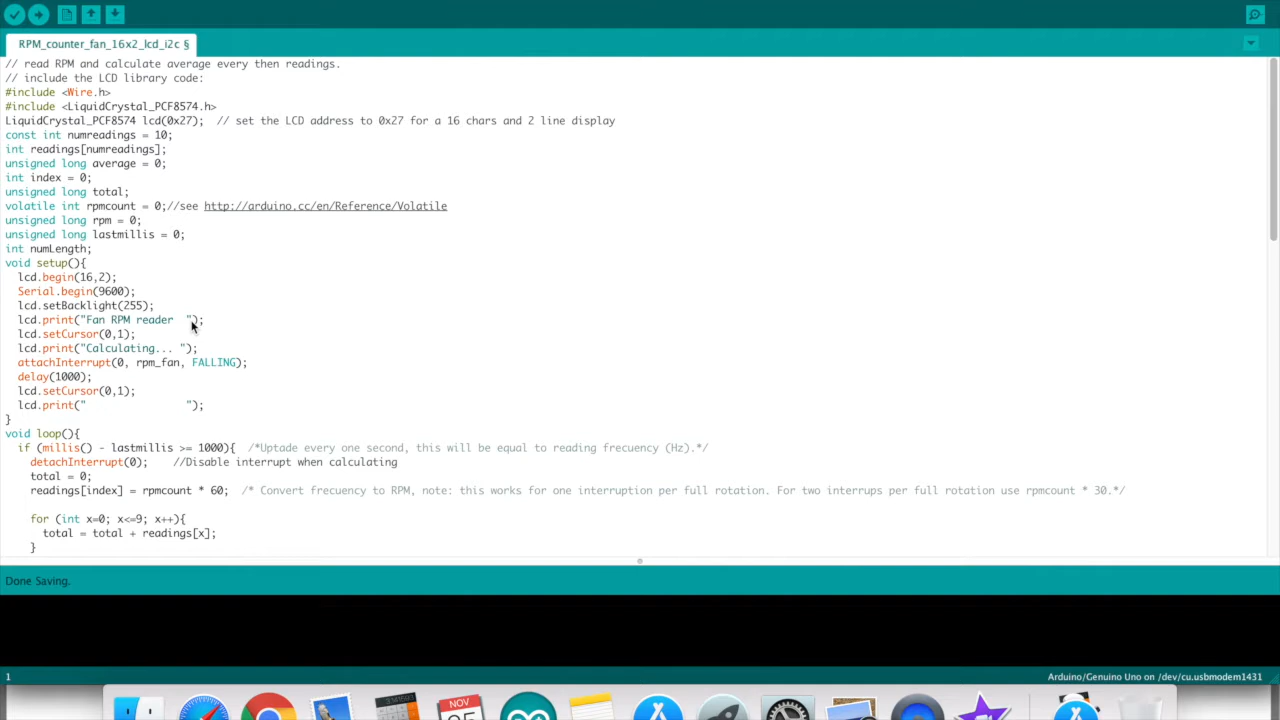 RPM_counter_fan_16x2_lcd_i2c §
// read RPM and calculate average every then readings.
// include the LCD library code:
#include <Wire.h>
#include <LiquidCrystal_PCF8574.h>
LiquidCrystal_PCF8574 lcd(0x27);  // set the LCD address to 0x27 for a 16 chars and 2 line display
const int numreadings = 10;
int readings[numreadings];
unsigned long average = 0;
int index = 0;
unsigned long total;
volatile int rpmcount = 0;//see http://arduino.cc/en/Reference/Volatile
unsigned long rpm = 0;
unsigned long lastmillis = 0;
int numLength;
void setup(){
  lcd.begin(16,2);
  Serial.begin(9600);
  lcd.setBacklight(255);
  lcd.print("Fan RPM reader  ");
  lcd.setCursor(0,1);
  lcd.print("Calculating... ");
  attachInterrupt(0, rpm_fan, FALLING);
  delay(1000);
  lcd.setCursor(0,1);
  lcd.print("                ");
}
void loop(){
  if (millis() - lastmillis >= 1000){  /*Uptade every one second, this will be equal to reading frecuency (Hz).*/
    detachInterrupt(0);    //Disable interrupt when calculating
    total = 0;
    readings[index] = rpmcount * 60;  /* Convert frecuency to RPM, note: this works for one interruption per full rotation. For two interrups per full rotation use rpmcount * 30.*/
    for (int x=0; x<=9; x++){
      total = total + readings[x];
    }
Done Saving.
1
Arduino/Genuino Uno on /dev/cu.usbmodem1431
NOV